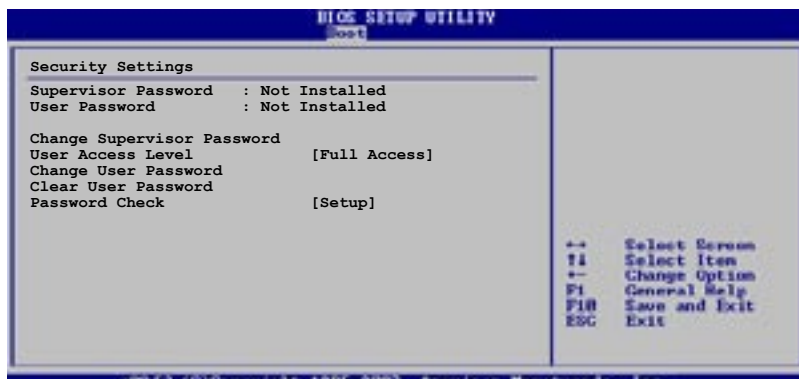 BIOS SETUP UTILITY
Boot
Security Settings
Supervisor Password : Not Installed
User Password : Not Installed
Change Supervisor Password
User Access Level [Full Access]
Change User Password
Clear User Password
Password Check [Setup]
←→ Select Screen
↑↓ Select Item
←- Change Option
F1 General Help
F10 Save and Exit
ESC Exit